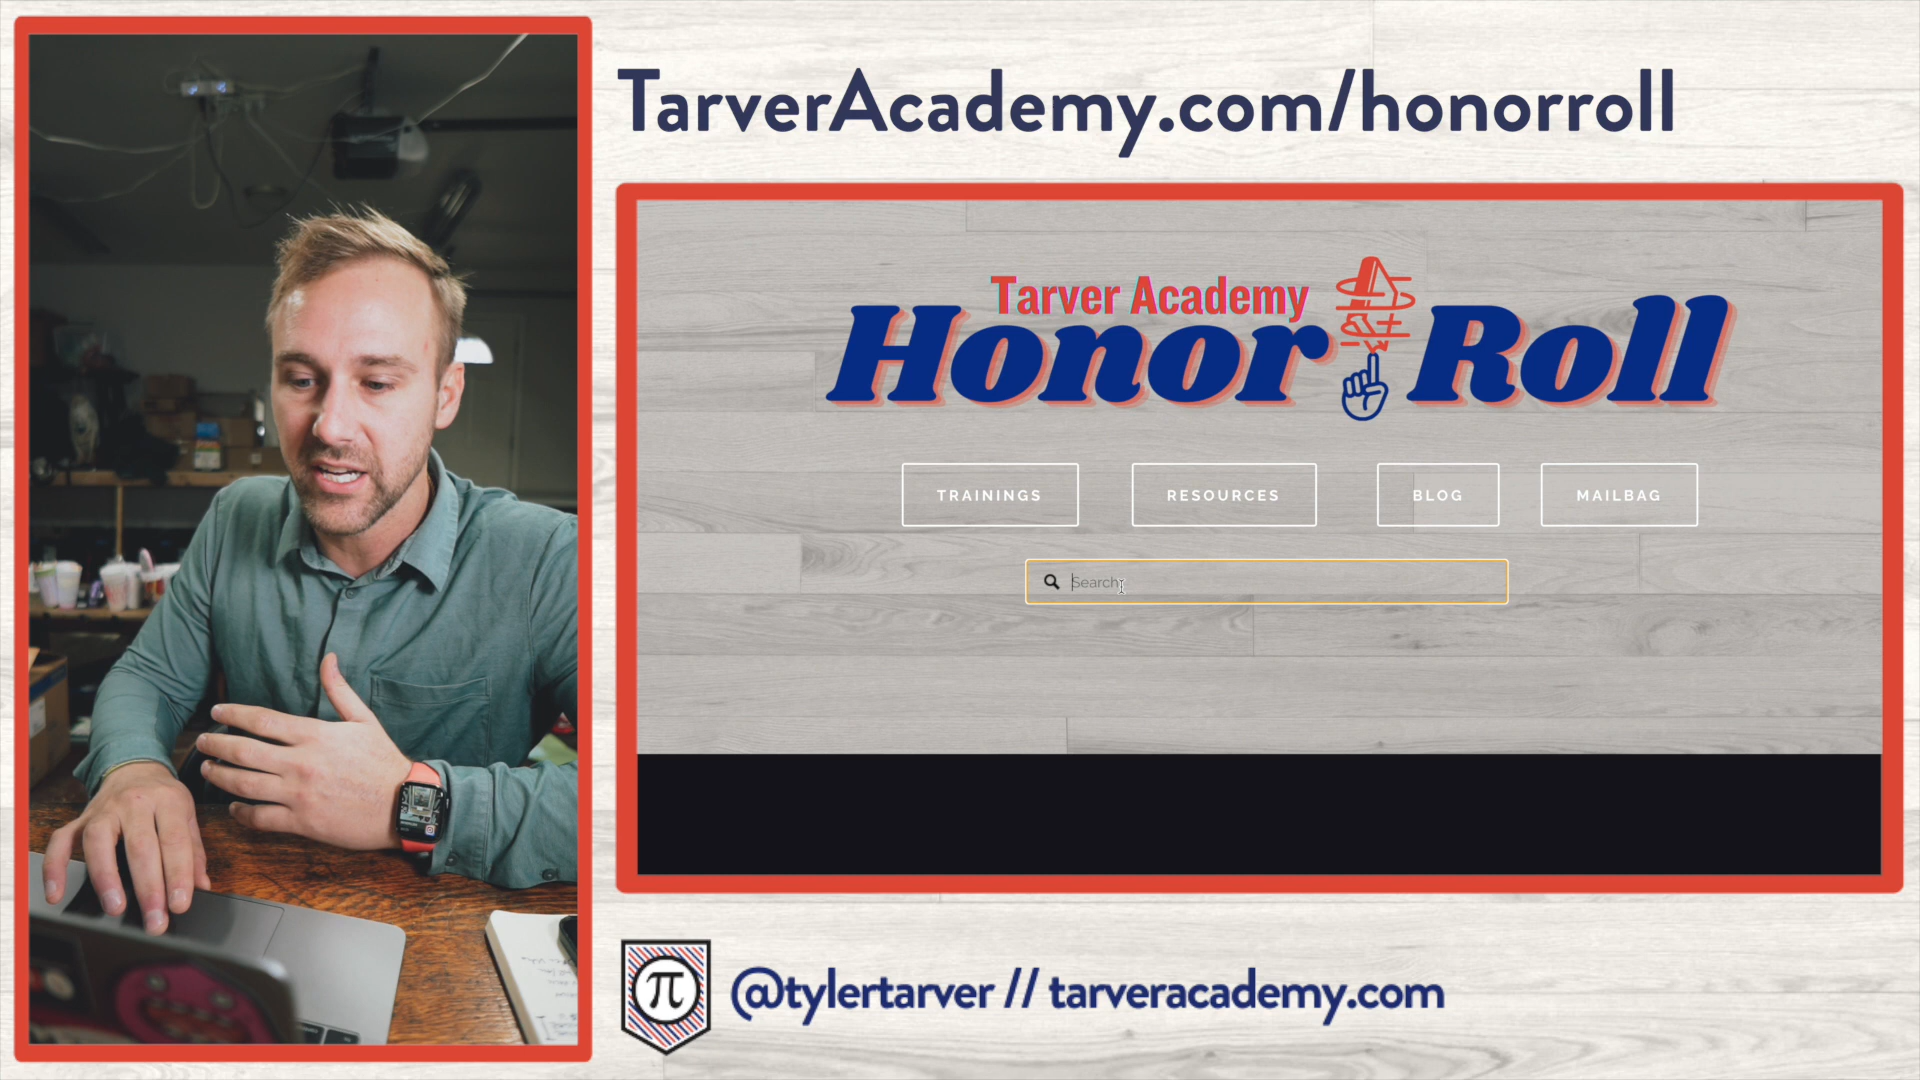 TarverAcademy.com/honorroll
Tarver Academy
Honor Roll
TRAININGS
RESOURCES
BLOG
MAILBAG
Search
π
@tylertarver // tarveracademy.com